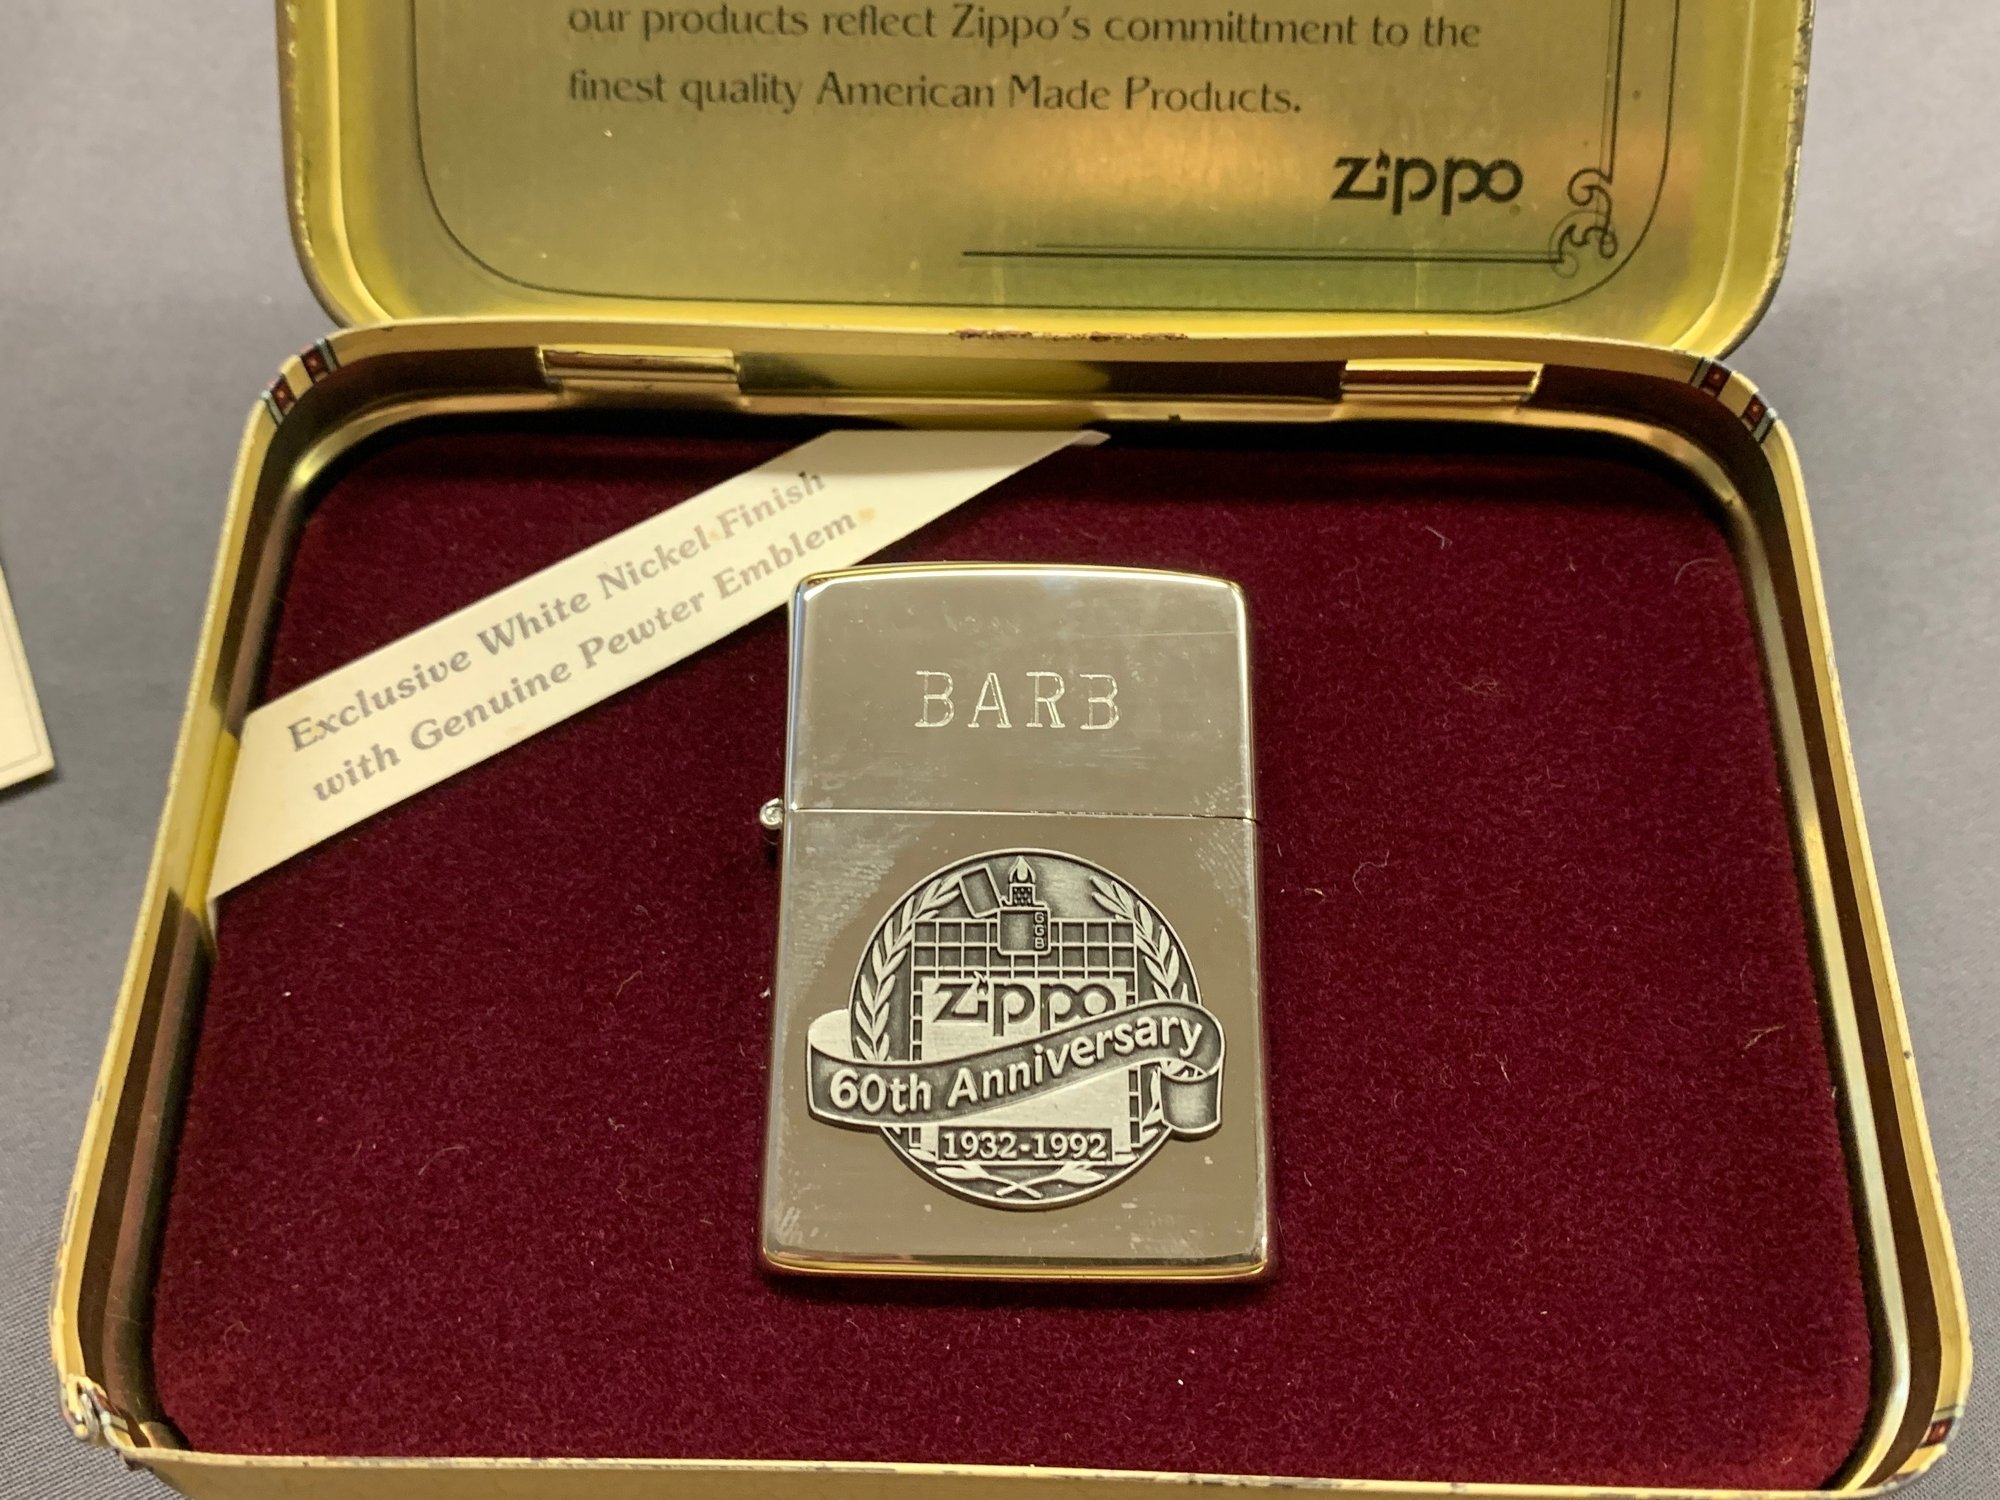 our products reflect Zippo's committment to the
finest quality American Made Products.
zippo
Exclusive White Nickel Finish
with Genuine Pewter Emblem
BARB
GGB
zippo
60th Anniversary
1932-1992